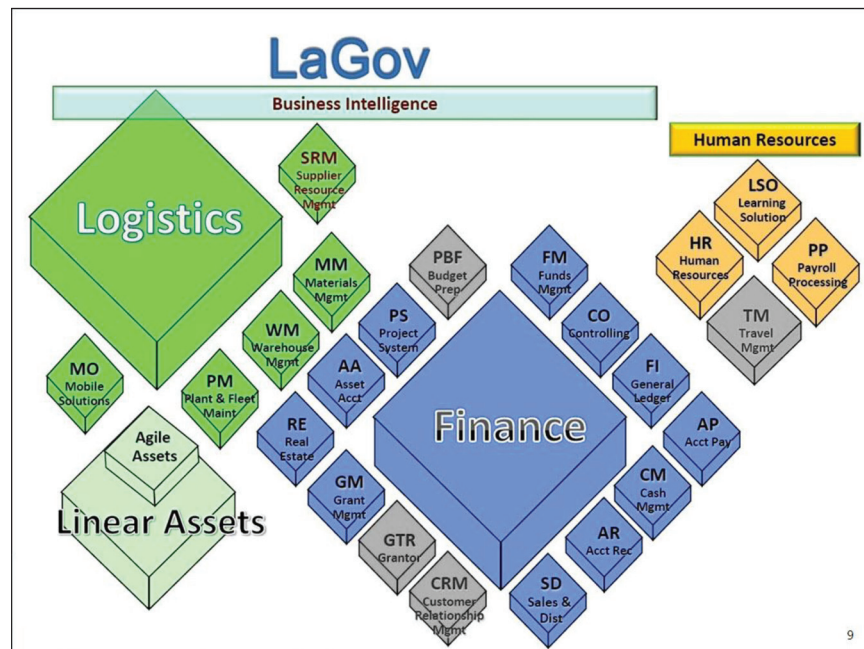 LaGov
Business Intelligence
Human Resources
Logistics
SRM
Supplier
Resource
Mgmt
MM
Materials
Mgmt
WM
Warehouse
Mgmt
PM
Plant & Fleet
Maint
MO
Mobile
Solutions
Agile
Assets
Linear Assets
Finance
PBF
Budget
Prep
PS
Project
System
AA
Asset
Acct
RE
Real
Estate
GM
Grant
Mgmt
GTR
Grantor
CRM
Customer
Relationship
Mgmt
FM
Funds
Mgmt
CO
Controlling
FI
General
Ledger
AP
Acct Pay
CM
Cash
Mgmt
AR
Acct Rec
SD
Sales &
Dist
LSO
Learning
Solution
HR
Human
Resources
PP
Payroll
Processing
TM
Travel
Mgmt
9